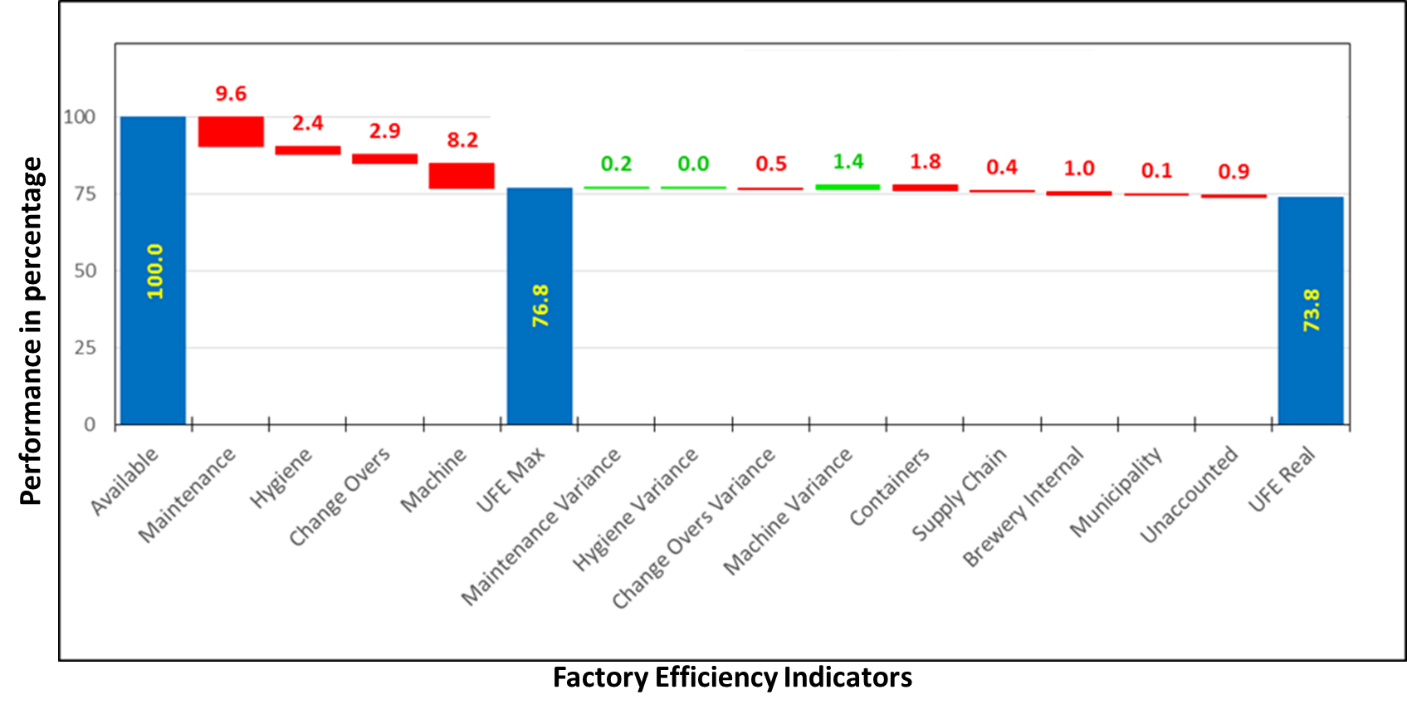 Performance in percentage
100
75
50
25
0
9.6
2.4
2.9
8.2
0.2
0.0
0.5
1.4
1.8
0.4
1.0
0.1
0.9
100.0
76.8
73.8
Available
Maintenance
Hygiene
Change Overs
Machine
UFE Max
Maintenance Variance
Hygiene Variance
Change Overs Variance
Machine Variance
Containers
Supply Chain
Brewery Internal
Municipality
Unaccounted
UFE Real
Factory Efficiency Indicators